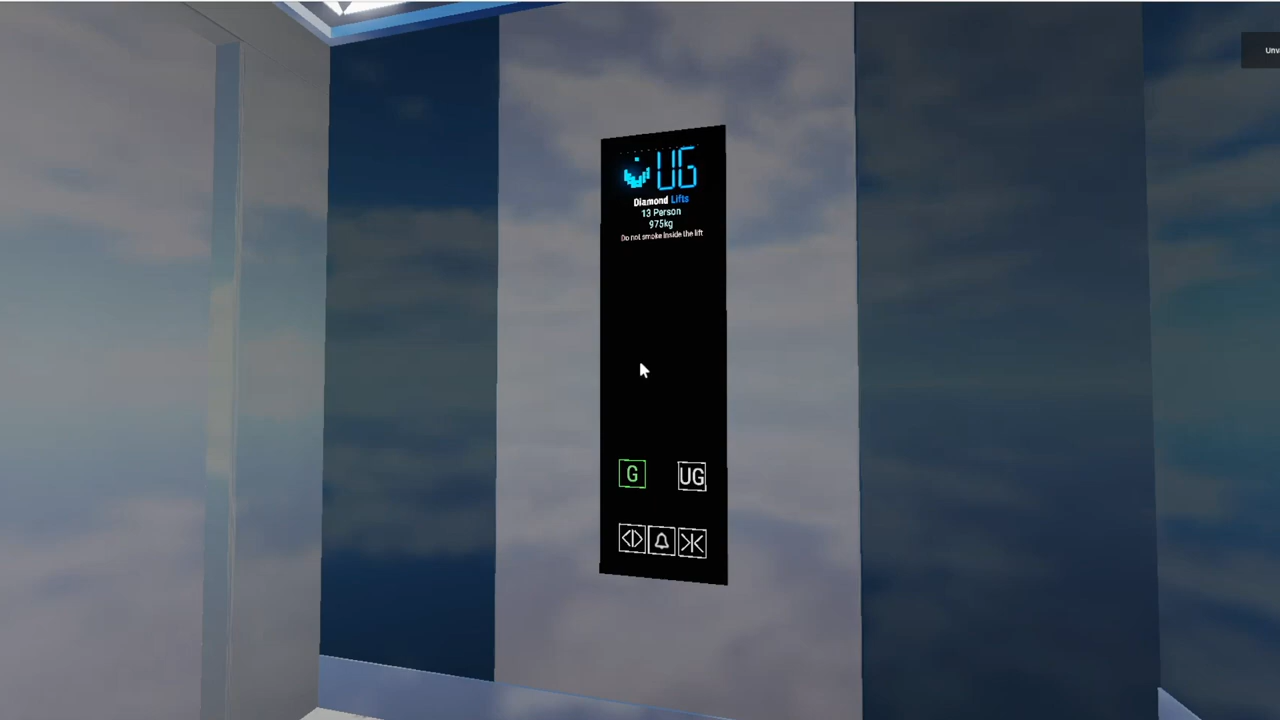 UG
Diamond Lifts
13 Person
975kg
Do not smoke inside the lift
G UG